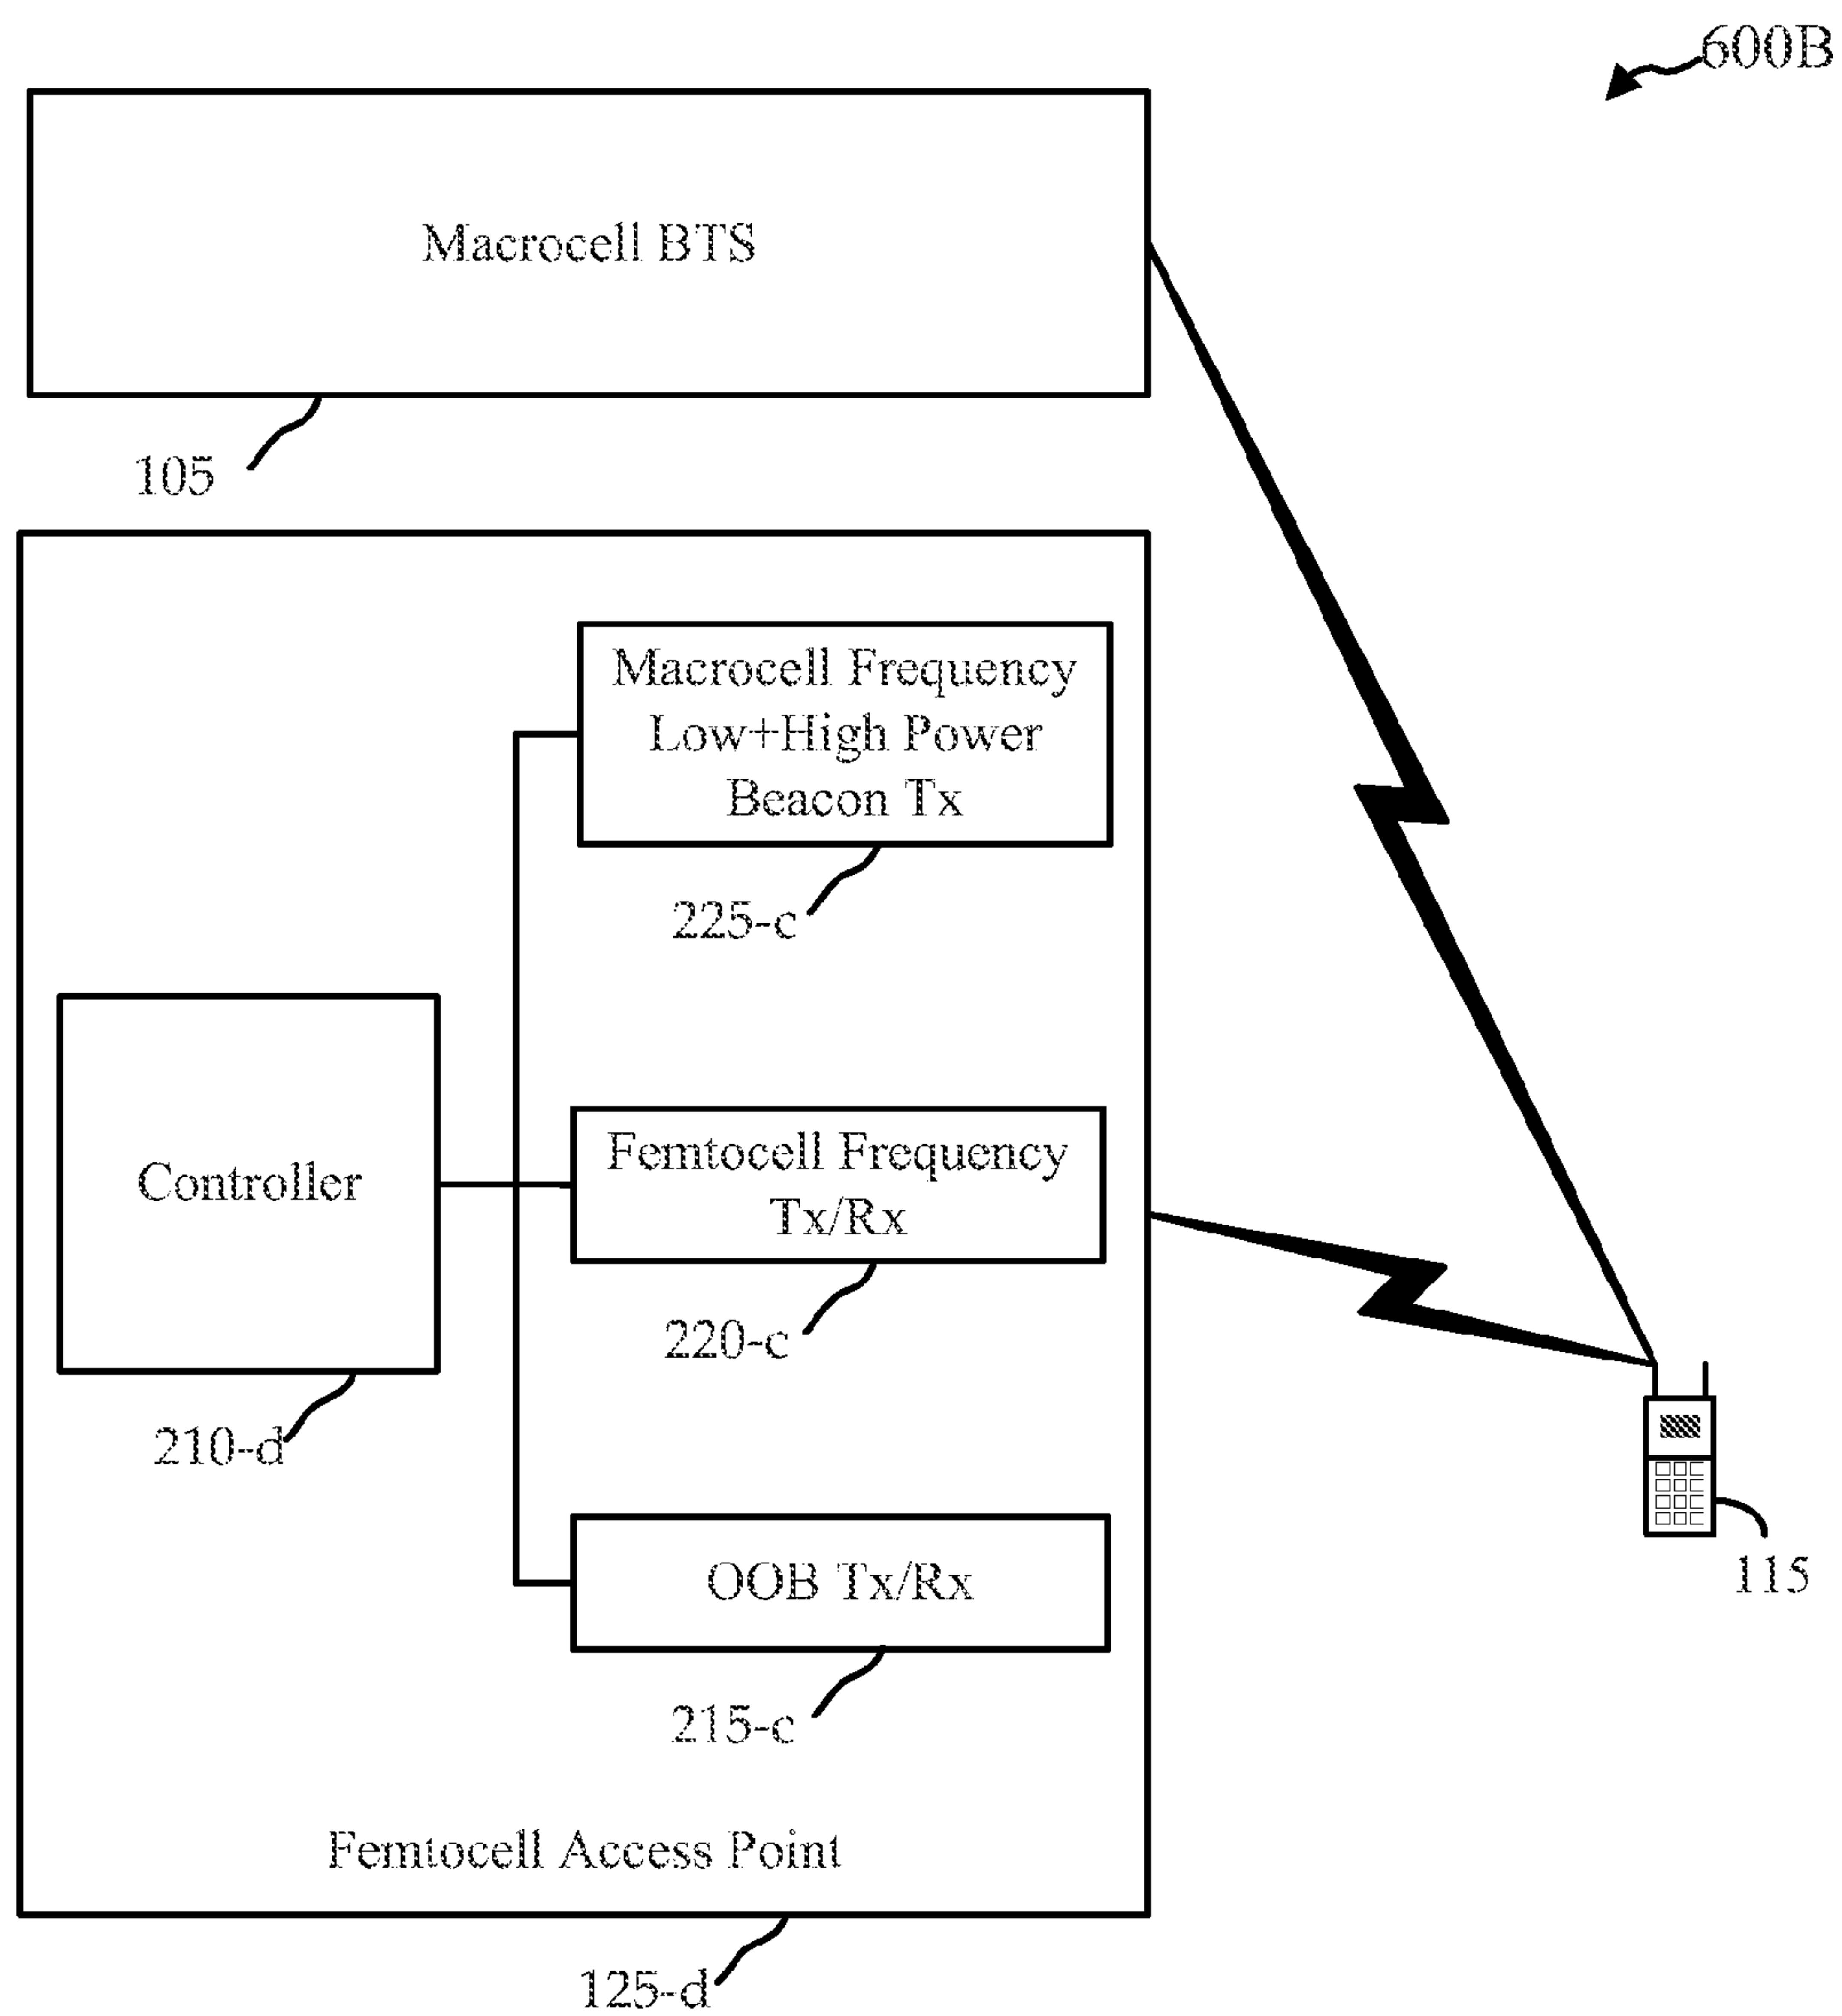 600B
Macrocell BTS
105
Macrocell Frequency
Low+High Power
Beacon Tx
225-c
Controller
Femtocell Frequency
Tx/Rx
220-c
210-d
OOB Tx/Rx
115
215-c
Femtocell Access Point
125-d